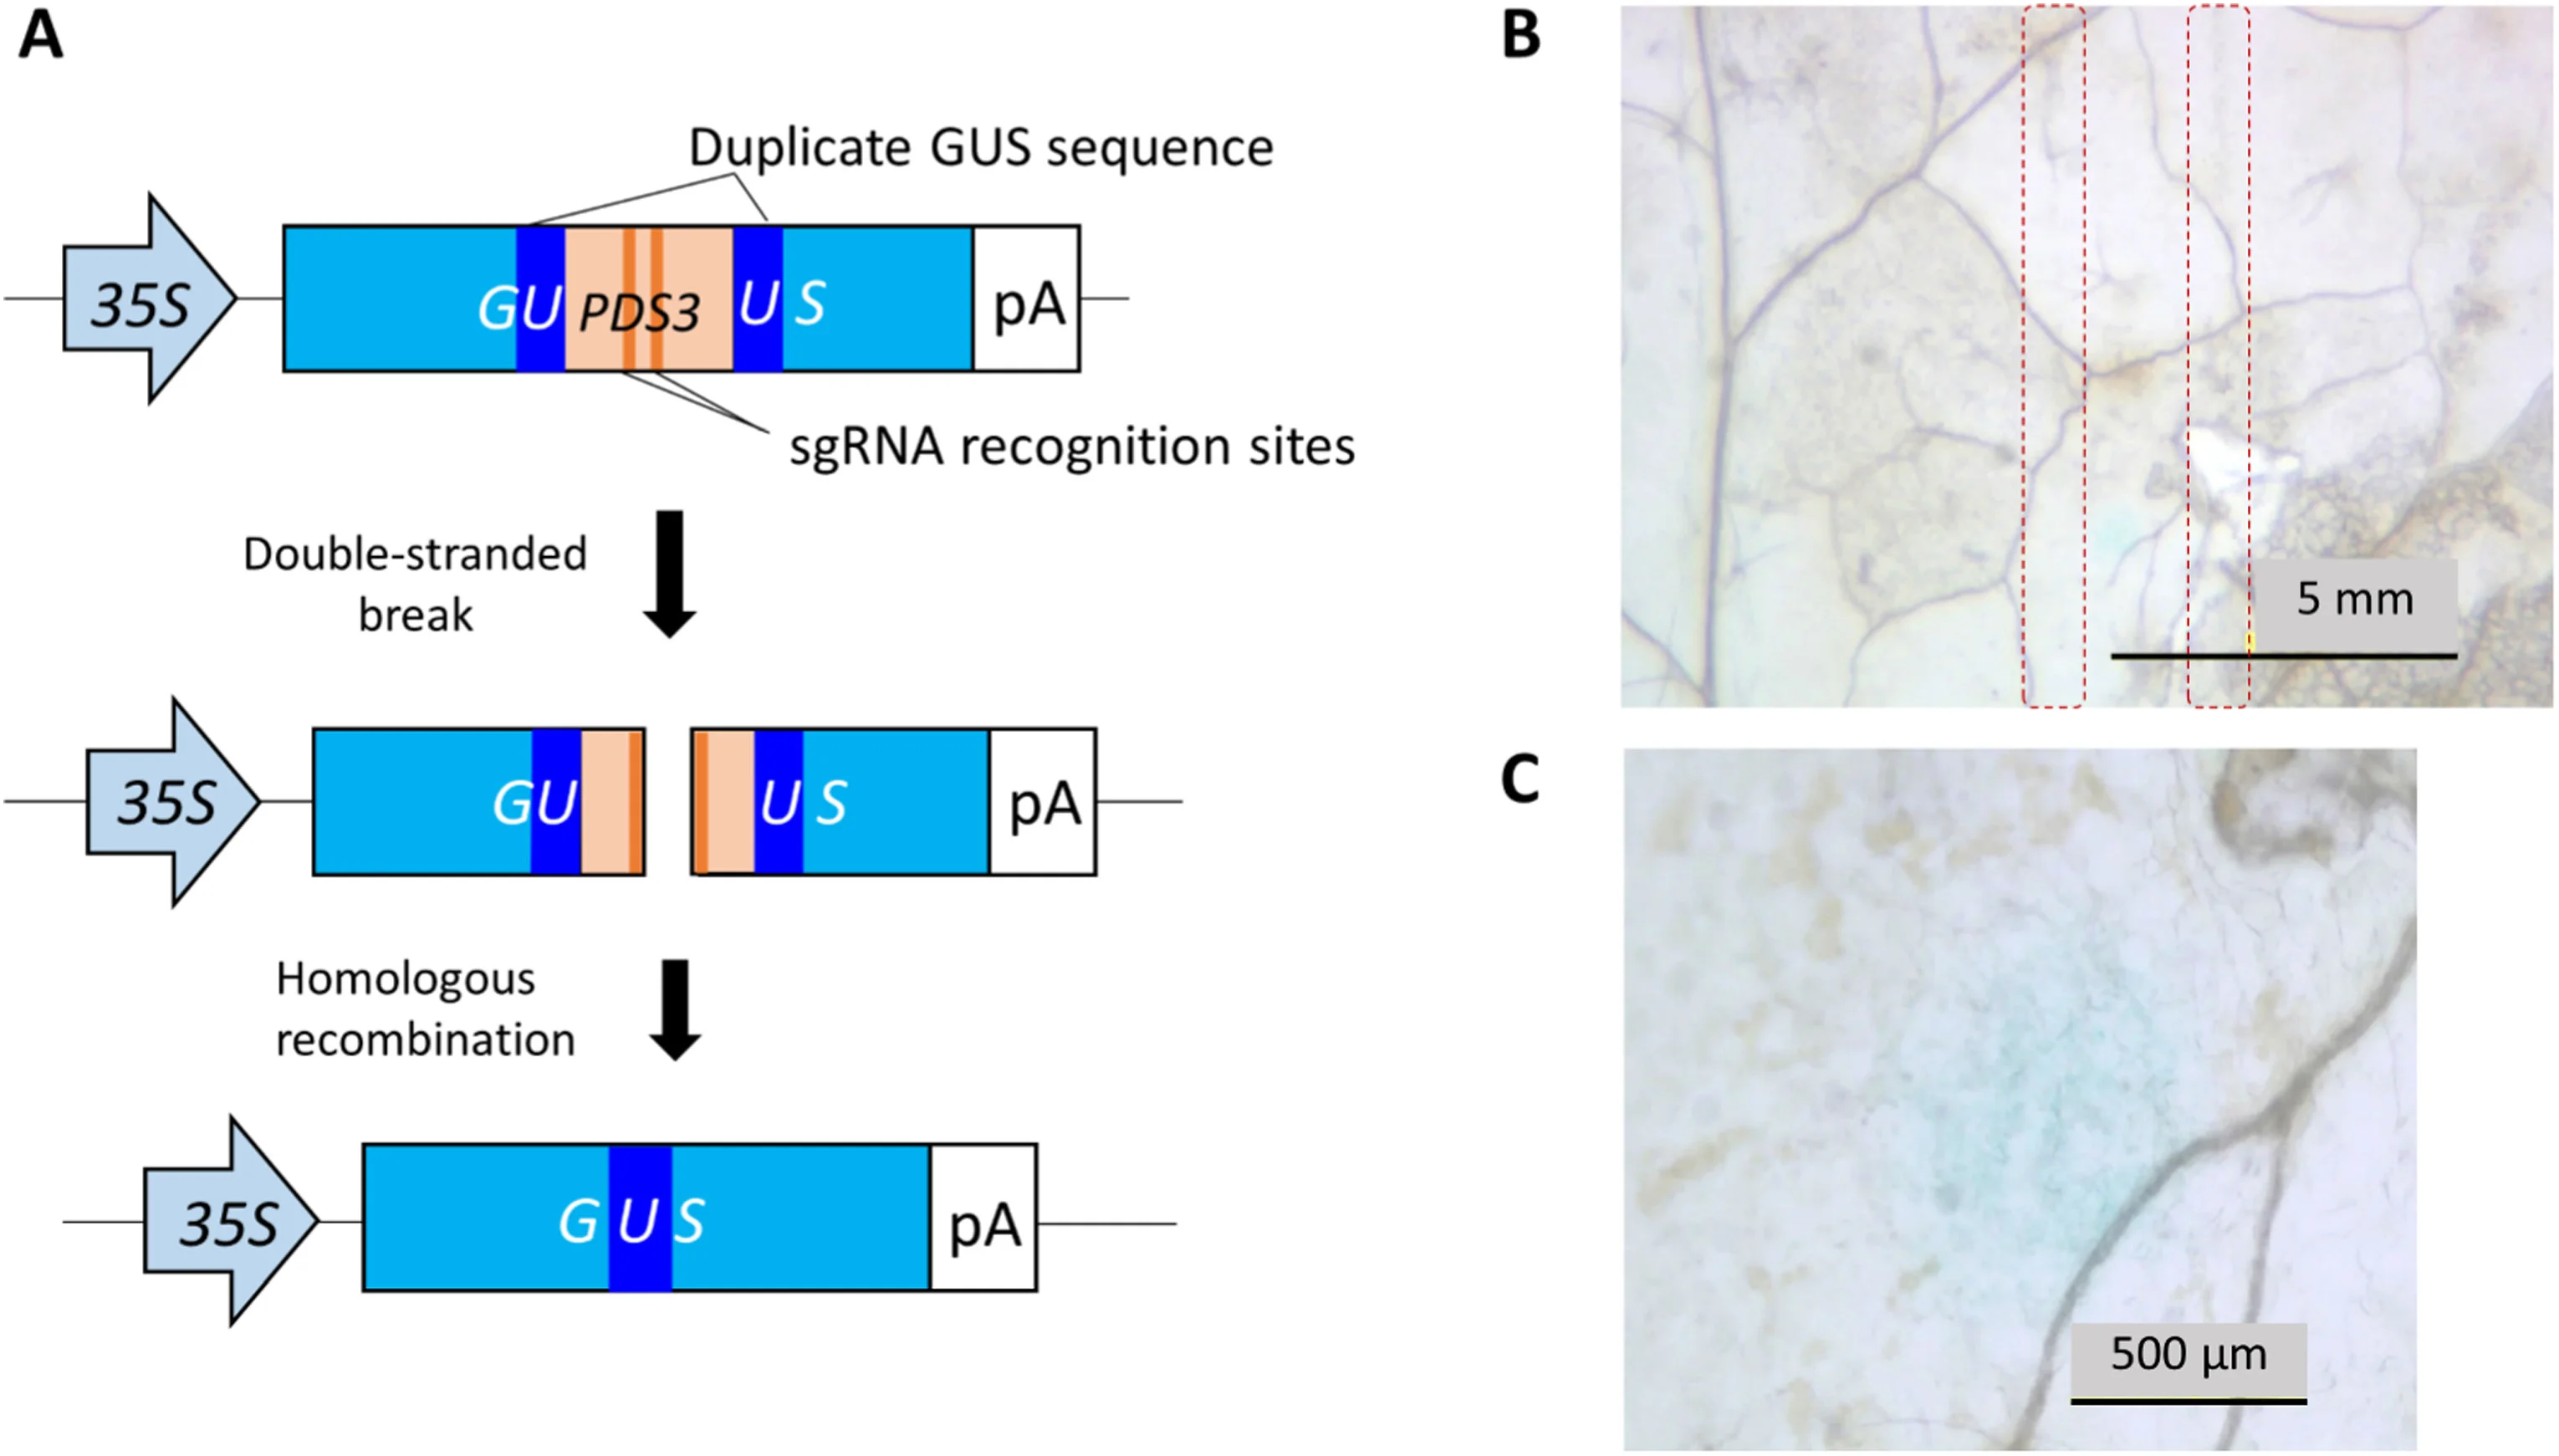 A
Duplicate GUS sequence
35S
GU PDS3 U S
pA
sgRNA recognition sites
Double-stranded
break
35S
GU
U S
pA
Homologous
recombination
35S
G U S
pA
B
5 mm
C
500 µm